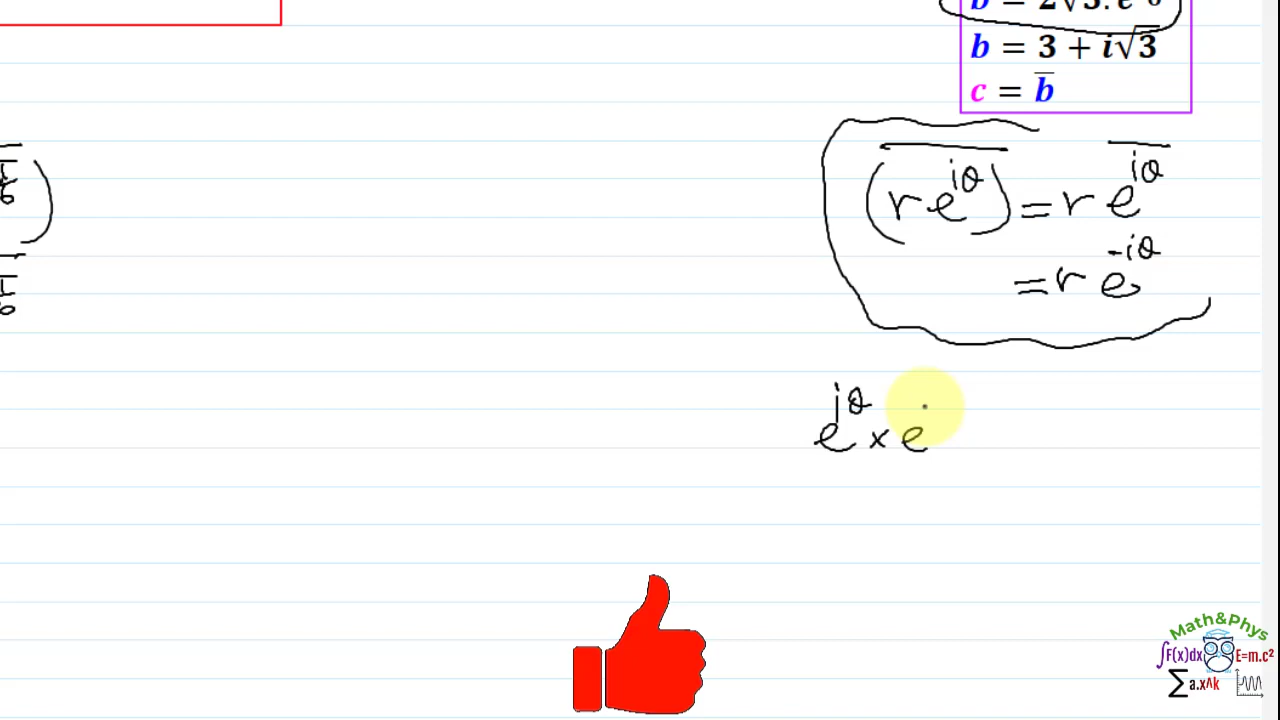 b = 3 + i√3
c = b̅
(re^{iθ})̅ = r e^{iθ}̅
= r e^{-iθ}
e^{iθ} × e
Math&Phys
∫F(x)dx E=m.c²
∑ a.x^k